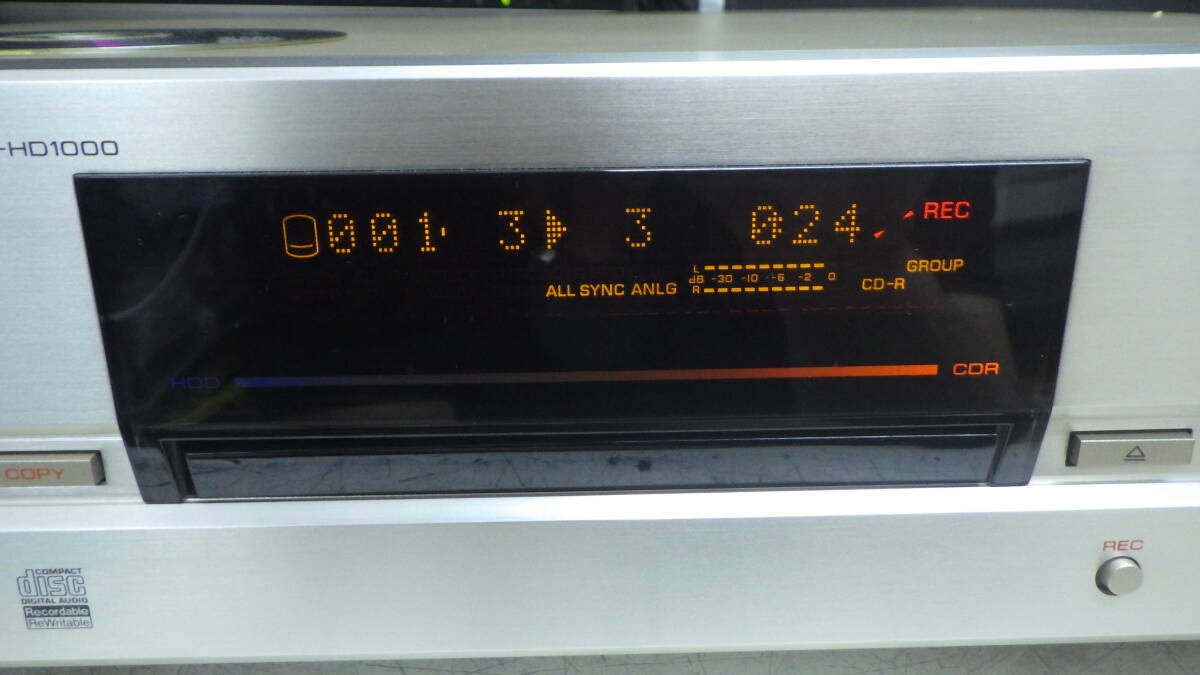 -HD1000
001 3 3 024 REC
L
dB -30 -10 -6 -2 0
R
ALL SYNC ANLG
GROUP
CD-R
HDD
CDR
COPY
REC
COMPACT
disc
DIGITAL AUDIO
Recordable
ReWritable